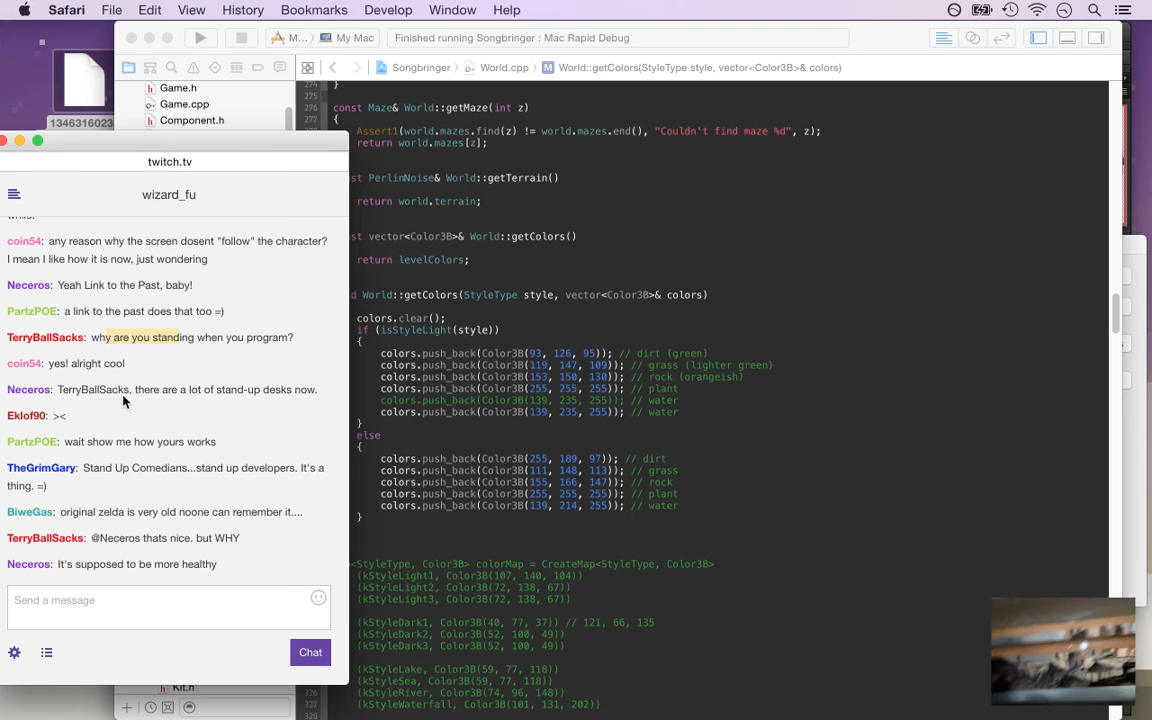 Safari File Edit View History Bookmarks Develop Window Help
M... My Mac Finished running Songbringer : Mac Rapid Debug
Songbringer World.cpp M World::getColors(StyleType style, vector<Color3B>& colors)
1346316023
Game.h
Game.cpp
Component.h
Kit.h
twitch.tv
wizard_fu
while.
coin54: any reason why the screen dosent "follow" the character?
I mean I like how it is now, just wondering
Neceros: Yeah Link to the Past, baby!
PartzPOE: a link to the past does that too =)
TerryBallSacks: why are you standing when you program?
coin54: yes! alright cool
Neceros: TerryBallSacks, there are a lot of stand-up desks now.
Eklof90: ><
PartzPOE: wait show me how yours works
TheGrimGary: Stand Up Comedians...stand up developers. It's a
thing. =)
BiweGas: original zelda is very old noone can remember it....
TerryBallSacks: @Neceros thats nice. but WHY
Neceros: It's supposed to be more healthy
Send a message
Chat
274 }
275
276 const Maze& World::getMaze(int z)
277 {
278 Assert1(world.mazes.find(z) != world.mazes.end(), "Couldn't find maze %d", z);
279 return world.mazes[z];
st PerlinNoise& World::getTerrain()
return world.terrain;
st vector<Color3B>& World::getColors()
return levelColors;
d World::getColors(StyleType style, vector<Color3B>& colors)
colors.clear();
if (isStyleLight(style))
{
colors.push_back(Color3B(93, 126, 95)); // dirt (green)
colors.push_back(Color3B(119, 147, 109)); // grass (lighter green)
colors.push_back(Color3B(153, 150, 130)); // rock (orangeish)
colors.push_back(Color3B(255, 255, 255)); // plant
colors.push_back(Color3B(139, 235, 255)); // water
colors.push_back(Color3B(139, 235, 255)); // water
}
else
{
colors.push_back(Color3B(255, 189, 97)); // dirt
colors.push_back(Color3B(111, 148, 113)); // grass
colors.push_back(Color3B(155, 166, 147)); // rock
colors.push_back(Color3B(255, 255, 255)); // plant
colors.push_back(Color3B(139, 214, 255)); // water
}
<StyleType, Color3B> colorMap = CreateMap<StyleType, Color3B>
(kStyleLight1, Color3B(107, 140, 104))
(kStyleLight2, Color3B(72, 138, 67))
(kStyleLight3, Color3B(72, 138, 67))
(kStyleDark1, Color3B(40, 77, 37)) // 121, 66, 135
(kStyleDark2, Color3B(52, 100, 49))
(kStyleDark3, Color3B(52, 100, 49))
(kStyleLake, Color3B(59, 77, 118))
(kStyleSea, Color3B(59, 77, 118))
326 (kStyleRiver, Color3B(74, 96, 148))
327 (kStyleWaterfall, Color3B(101, 131, 202))
328